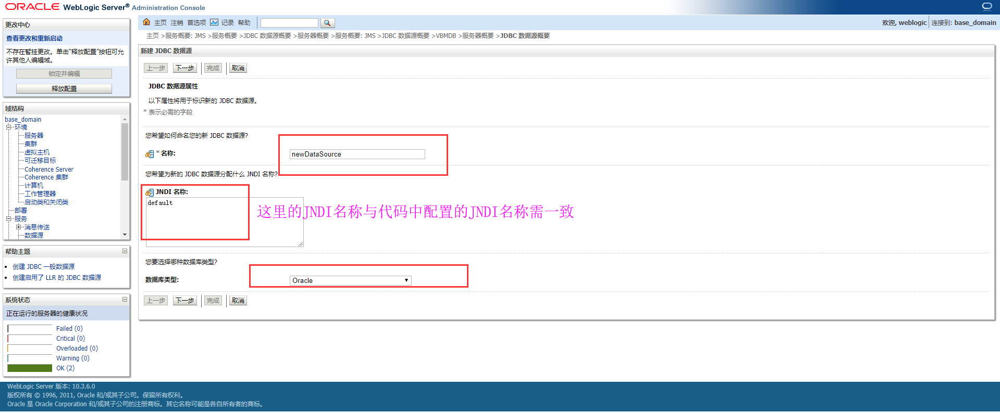 ORACLE WebLogic Server® Administration Console
更改中心
查看更改和重新启动
不存在暂挂更改。单击“释放配置”按钮可允
许其他人编辑域。
锁定并编辑
释放配置
域结构
base_domain
环境
服务器
集群
虚拟主机
可迁移目标
Coherence Server
Coherence 集群
计算机
工作管理器
启动类和关闭类
部署
服务
消息传送
数据源
帮助主题
创建 JDBC 一般数据源
创建启用了 LLR 的 JDBC 数据源
系统状态
正在运行的服务器的健康状况
Failed (0)
Critical (0)
Overloaded (0)
Warning (0)
OK (2)
主页 注销 首选项 记录 帮助
欢迎, weblogic 连接到: base_domain
主页 >服务概要: JMS >服务概要 >JDBC 数据源概要 >服务器概要 >服务概要: JMS >JDBC 数据源概要 >VBMDB >服务器概要 >JDBC 数据源概要
新建 JDBC 数据源
上一步 下一步 完成 取消
JDBC 数据源属性
以下属性将用于标识新的 JDBC 数据源。
* 表示必需的字段
您希望如何命名您的新 JDBC 数据源?
* 名称: newDataSource
您希望为新的 JDBC 数据源分配什么 JNDI 名称?
JNDI 名称:
default
这里的JNDI名称与代码中配置的JNDI名称需一致
您要选择哪种数据库类型?
数据库类型: Oracle
上一步 下一步 完成 取消
WebLogic Server 版本: 10.3.6.0
版权所有 © 1996, 2011, Oracle 和/或其子公司。保留所有权利。
Oracle 是 Oracle Corporation 和/或其子公司的注册商标。其它名称可能是各自所有者的商标。